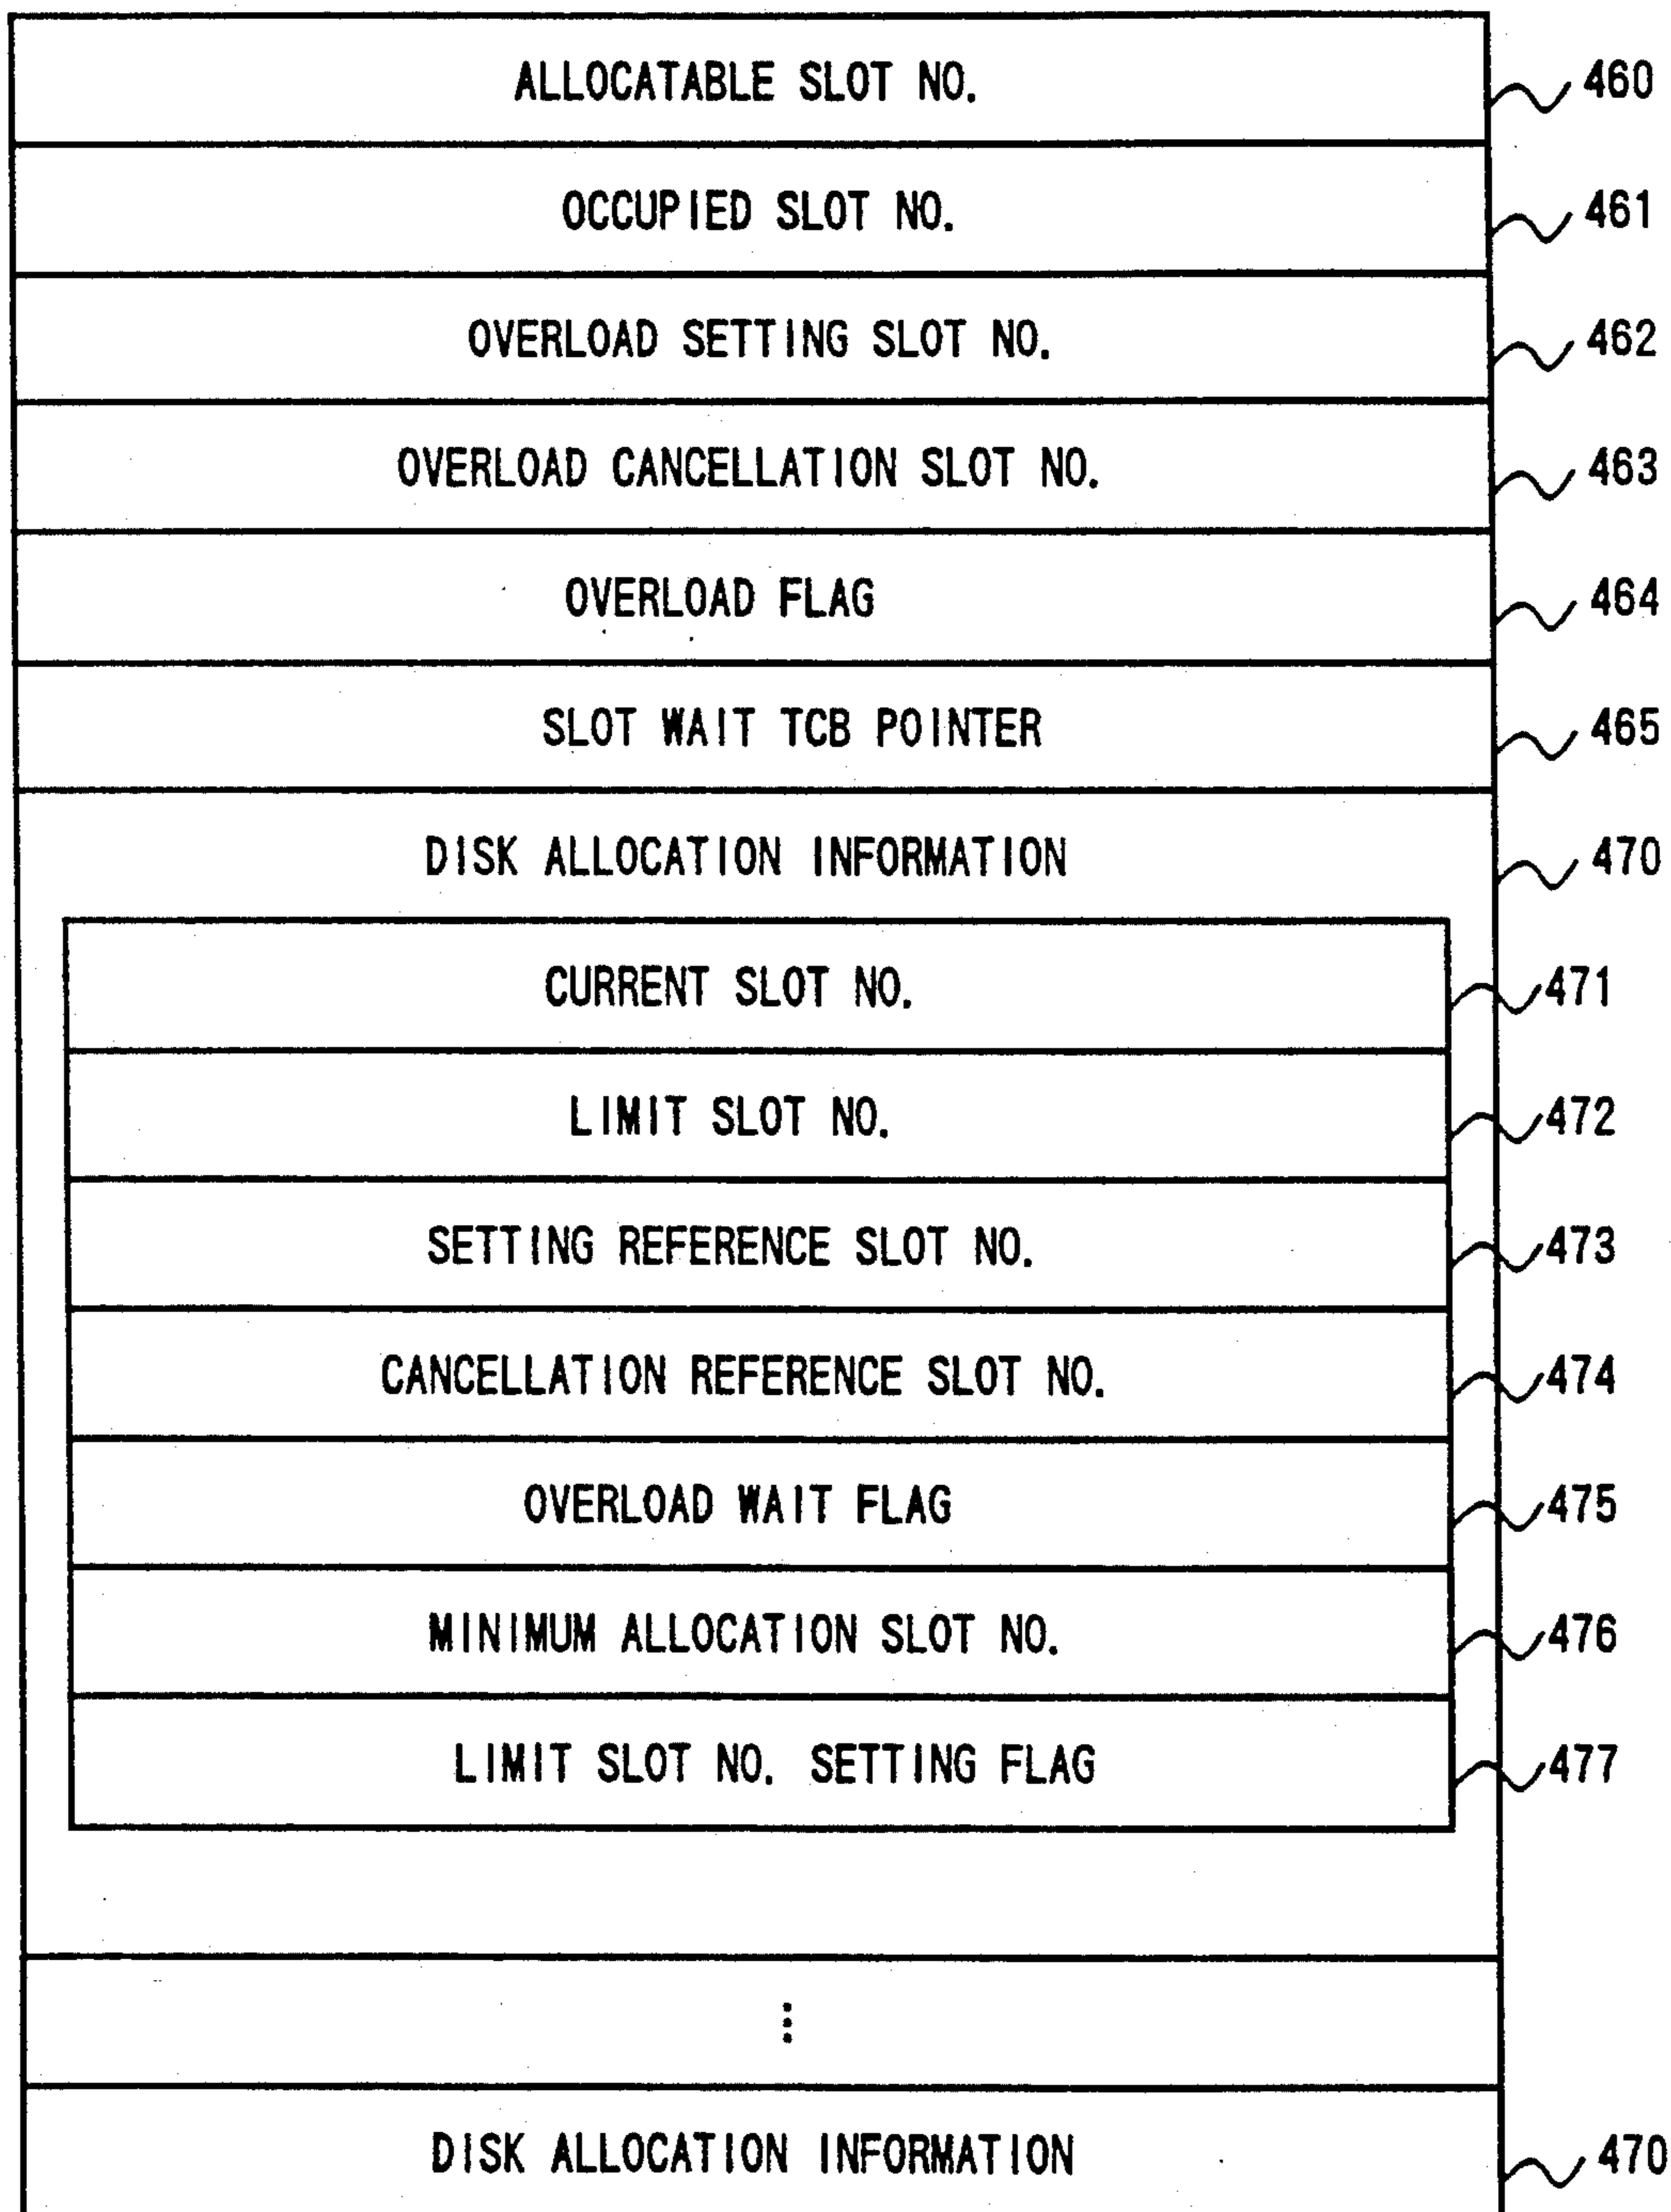 ALLOCATABLE SLOT NO. 460
OCCUPIED SLOT NO. 461
OVERLOAD SETTING SLOT NO. 462
OVERLOAD CANCELLATION SLOT NO. 463
OVERLOAD FLAG 464
SLOT WAIT TCB POINTER 465
DISK ALLOCATION INFORMATION 470
CURRENT SLOT NO. 471
LIMIT SLOT NO. 472
SETTING REFERENCE SLOT NO. 473
CANCELLATION REFERENCE SLOT NO. 474
OVERLOAD WAIT FLAG 475
MINIMUM ALLOCATION SLOT NO. 476
LIMIT SLOT NO. SETTING FLAG 477
⋮
DISK ALLOCATION INFORMATION 470